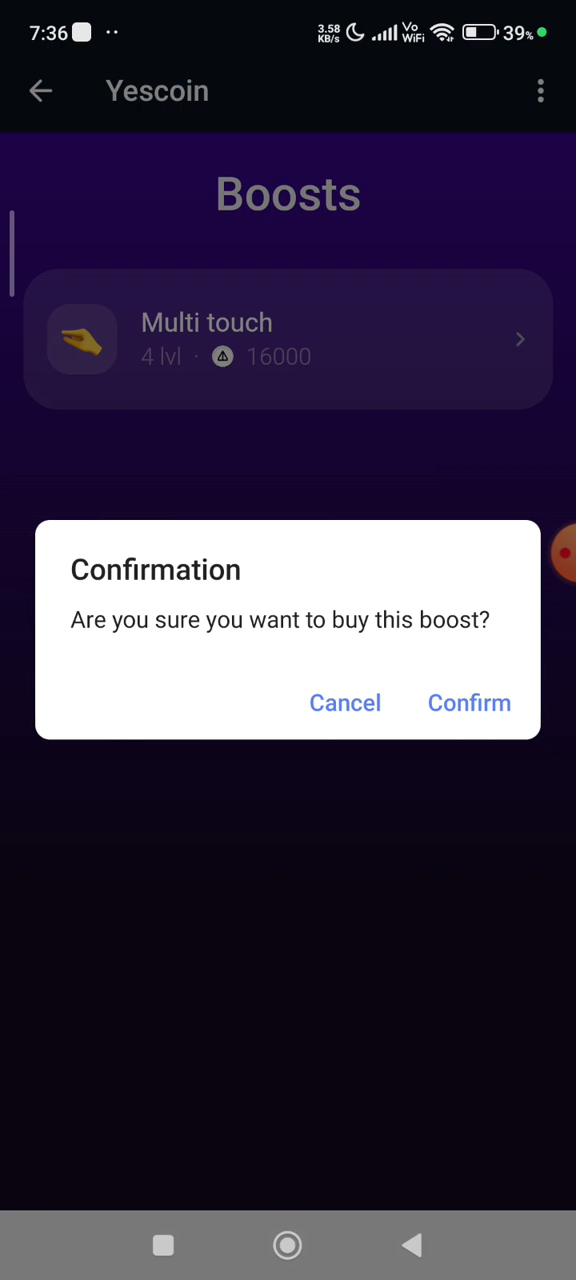 7:36 3.58 KB/s Vo WiFi 39%
Yescoin
Boosts
Multi touch
4 lvl · 16000
Confirmation
Are you sure you want to buy this boost?
Cancel Confirm